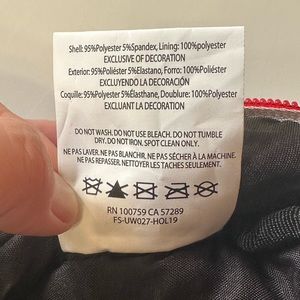 Shell: 95%Polyester 5%Spandex, Lining: 100%polyester
EXCLUSIVE OF DECORATION
Exterior: 95%Poliéster 5%Elastano, Forro: 100%Poliéster
EXCLUYENDO DECORACIÓN
Coquille: 95%Polyester 5%Élasthane, Doublure: 100%Polyester
EXCLUANT LA DECORATION
DO NOT WASH. DO NOT USE BLEACH. DO NOT TUMBLE
DRY. DO NOT IRON. SPOT CLEAN ONLY.
NE PAS LAVER. NE PAS BLANCHIR. NE PAS SÉCHER À LA MACHINE.
NE PAS REPASSER. NETTOYER LES TACHES SEULEMENT.
RN 100759 CA 57289
FS-UW027-HOL19